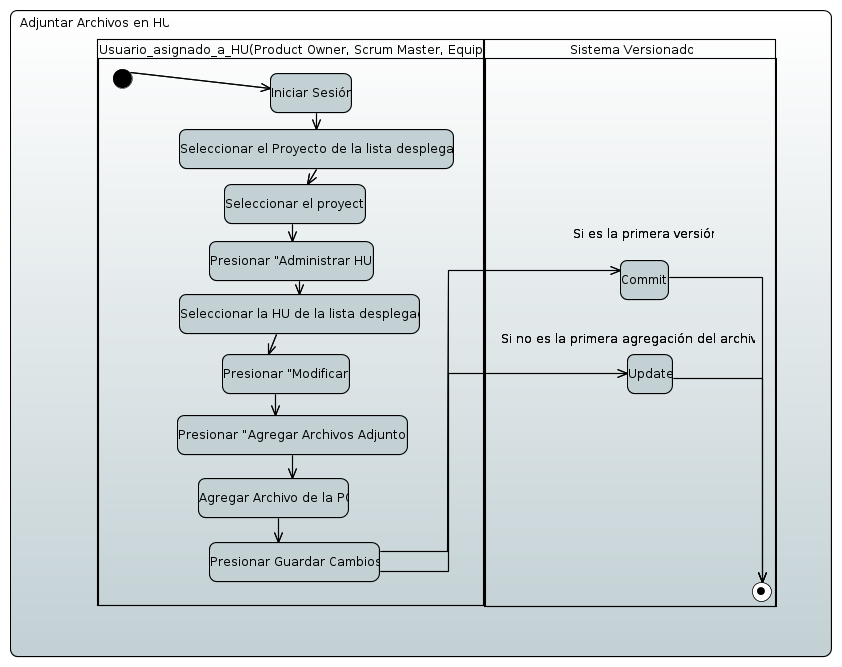 Adjuntar Archivos en HU
Usuario_asignado_a_HU(Product Owner, Scrum Master, Equip
Sistema Versionado
Iniciar Sesión
Seleccionar el Proyecto de la lista desplega
Seleccionar el proyect
Presionar "Administrar HU
Seleccionar la HU de la lista desplega
Presionar "Modificar
Presionar "Agregar Archivos Adjunto
Agregar Archivo de la PC
Presionar Guardar Cambios
Si es la primera versión
Commit
Si no es la primera agregación del archiv
Update